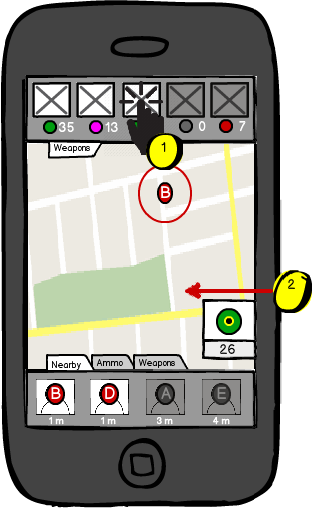 35 13 0 7
Weapons
1
B
2
26
Nearby Ammo Weapons
B D A E
1 m 1 m 3 m 4 m